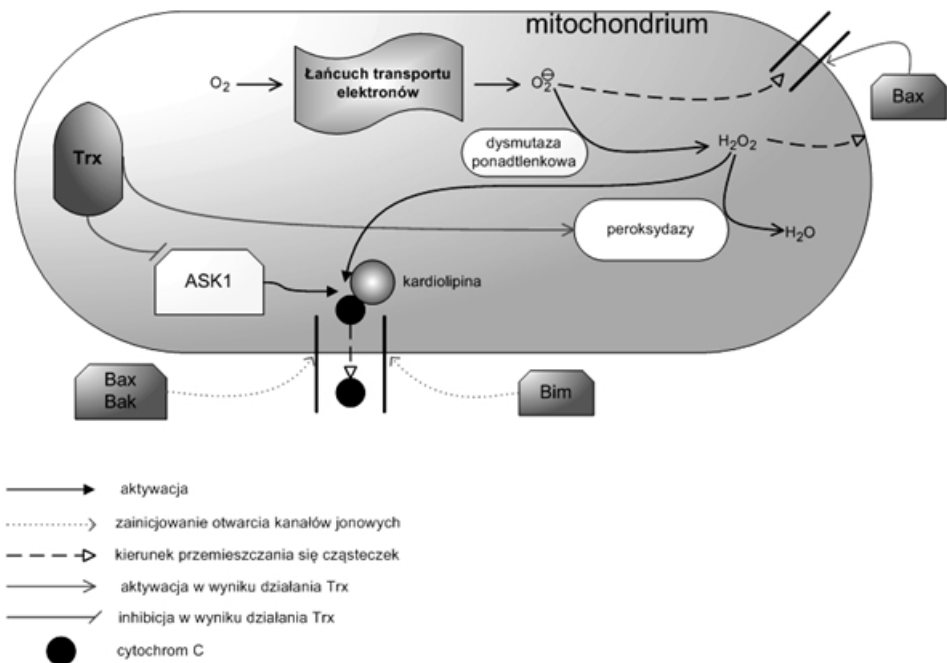 mitochondrium
O₂
Łańcuch transportu
elektronów
O₂⊖
Bax
dysmutaza
ponadtlenkowa
H₂O₂
Trx
peroksydazy
H₂O
ASK1
kardiolipina
Bax
Bak
Bim
aktywacja
zainicjowanie otwarcia kanałów jonowych
kierunek przemieszczania się cząsteczek
aktywacja w wyniku działania Trx
inhibicja w wyniku działania Trx
cytochrom C